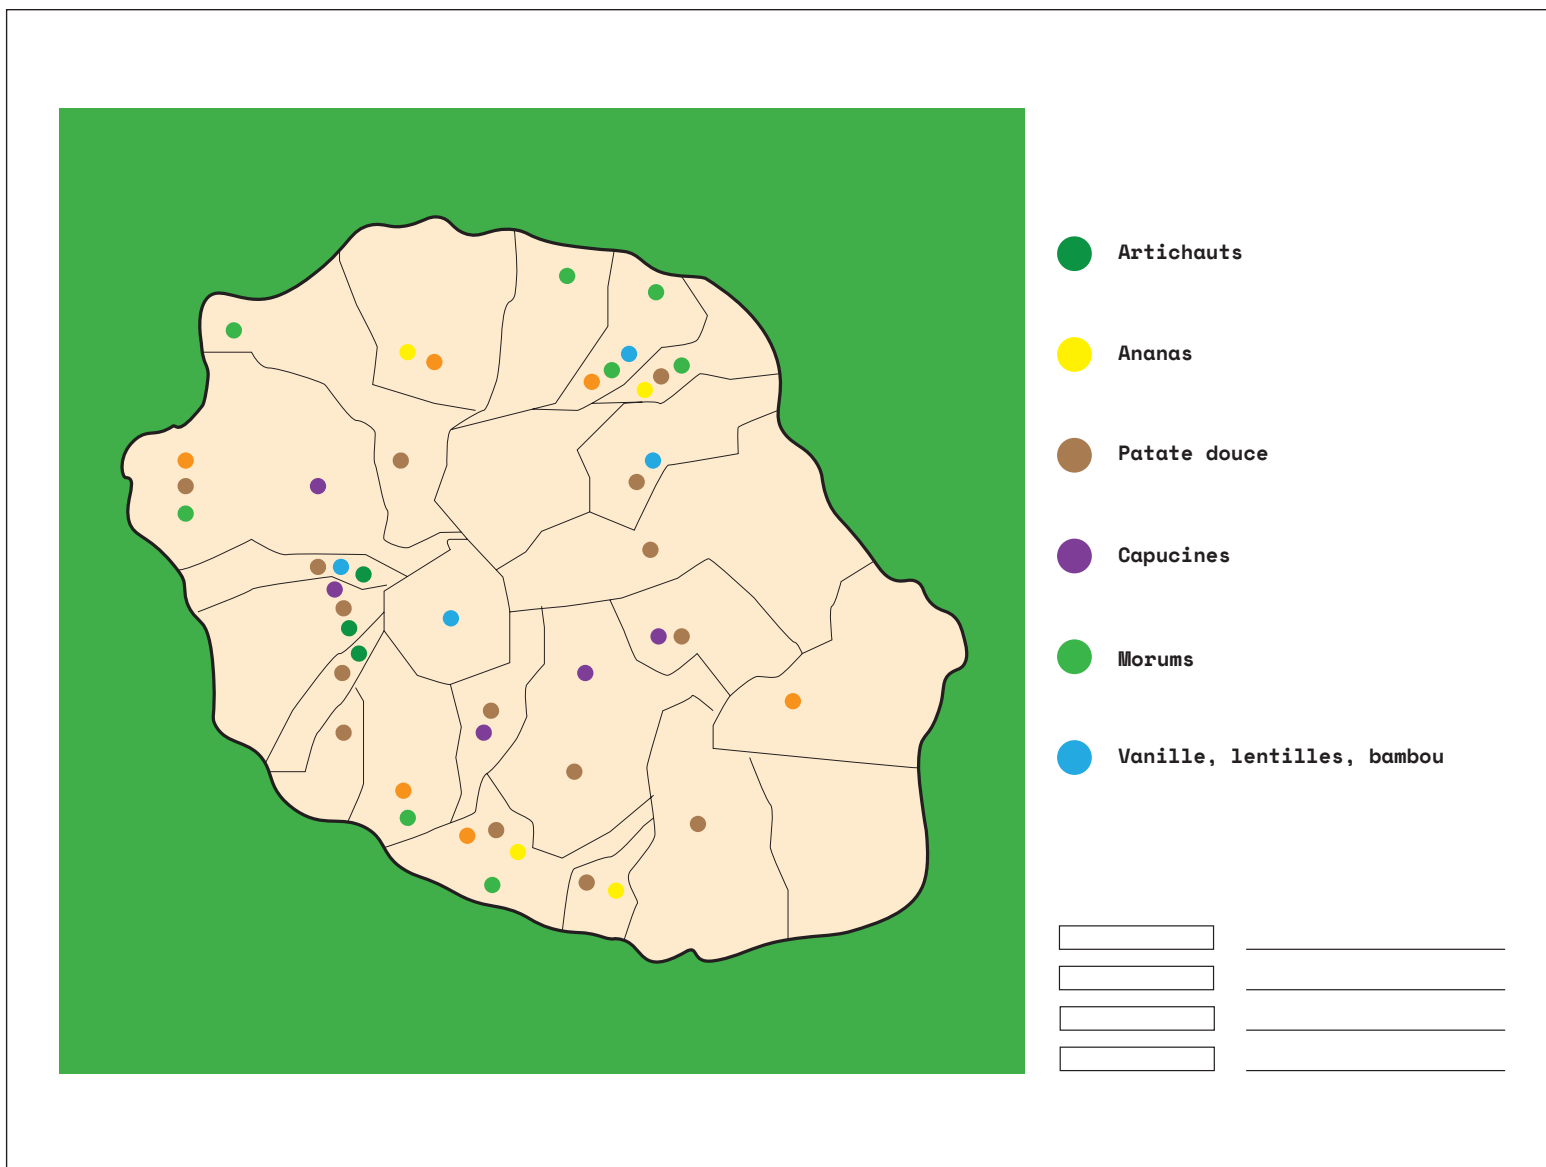 Artichauts
Ananas
Patate douce
Capucines
Morums
Vanille, lentilles, bambou